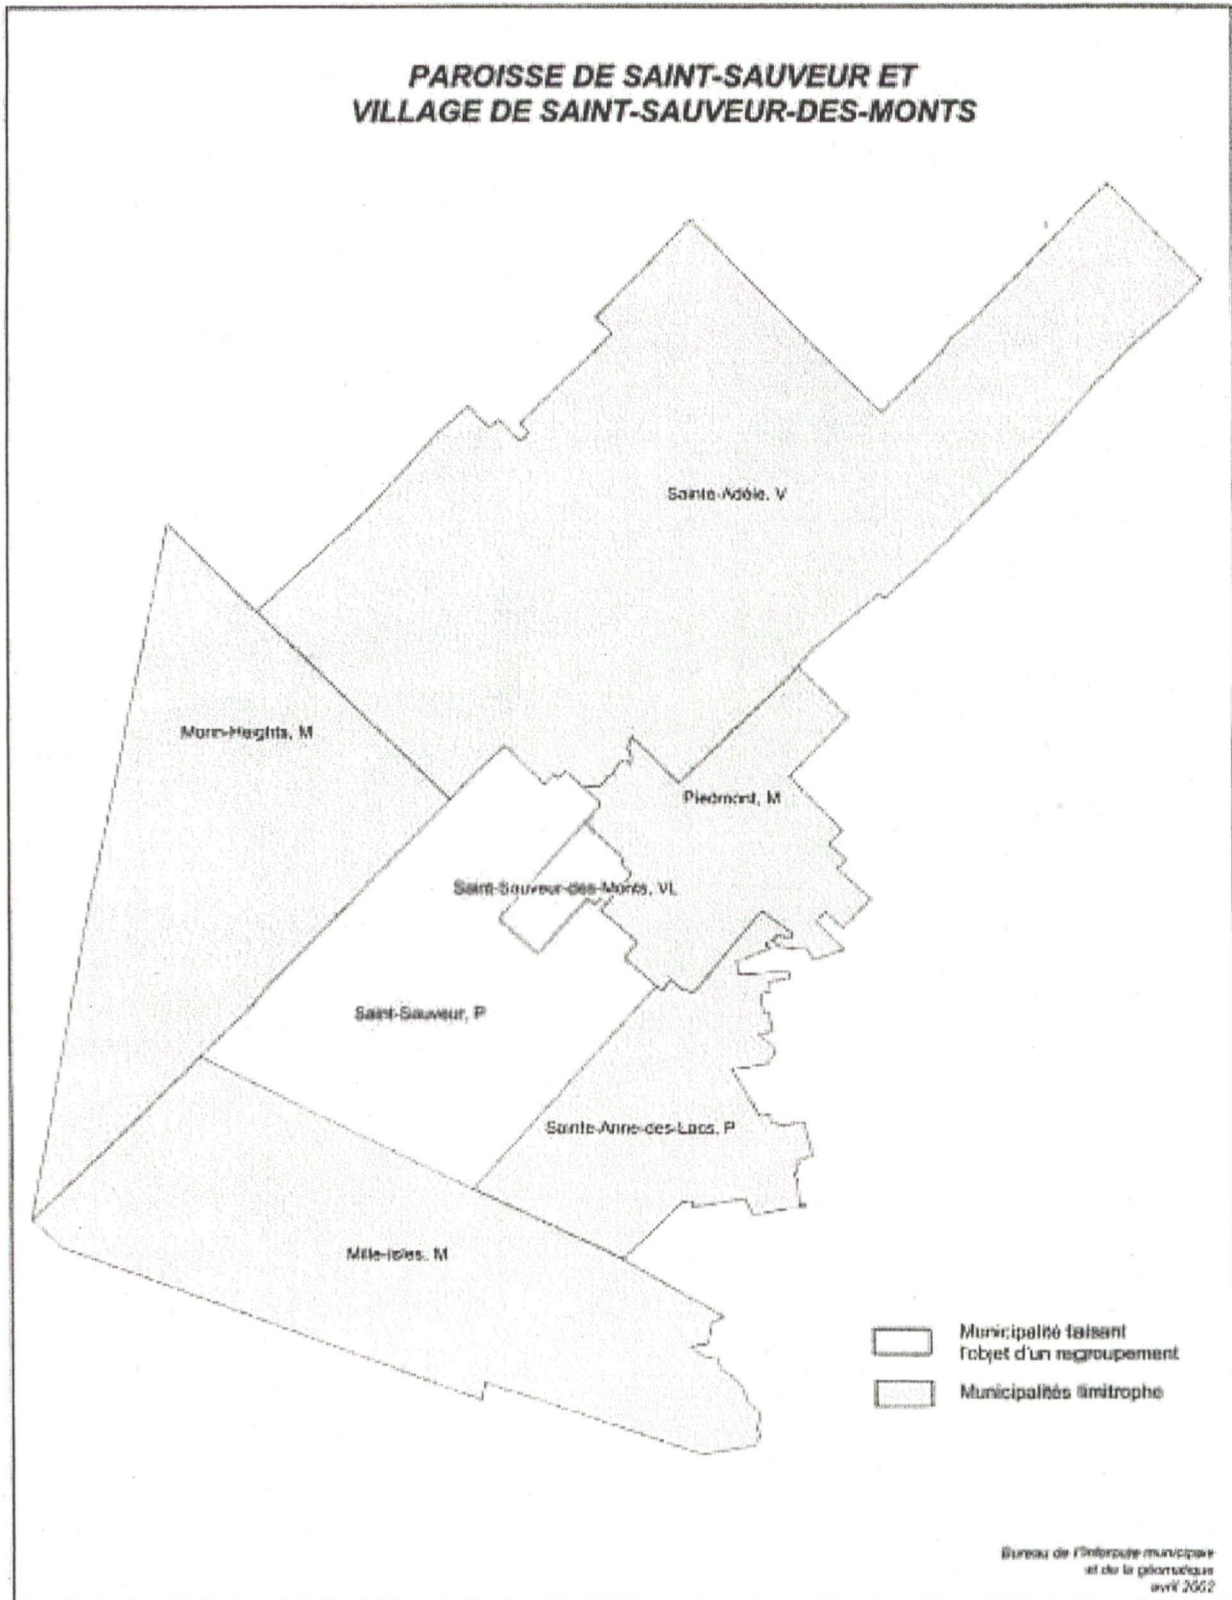 PAROISSE DE SAINT-SAUVEUR ET
VILLAGE DE SAINT-SAUVEUR-DES-MONTS
Sainte-Adèle, V
Morin-Heights, M
Piedmont, M
Saint-Sauveur-des-Monts, VL
Saint-Sauveur, P
Sainte-Anne-des-Lacs, P
Mille-Isles, M
Municipalité faisant
l'objet d'un regroupement
Municipalités limitrophe
Bureau de municipale
et de la géomatique
avril 2002